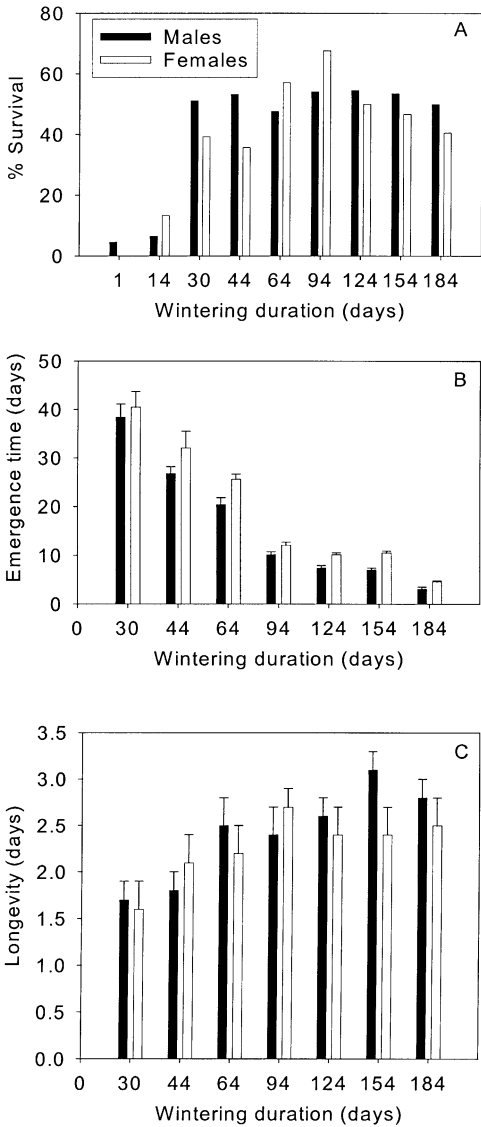 80
Males
Females
A
60
40
20
0
% Survival
1 14 30 44 64 94 124 154 184
Wintering duration (days)
50
B
40
30
20
10
0
Emergence time (days)
0 30 44 64 94 124 154 184
Wintering duration (days)
3.5
C
3.0
2.5
2.0
1.5
1.0
0.5
0.0
Longevity (days)
0 30 44 64 94 124 154 184
Wintering duration (days)